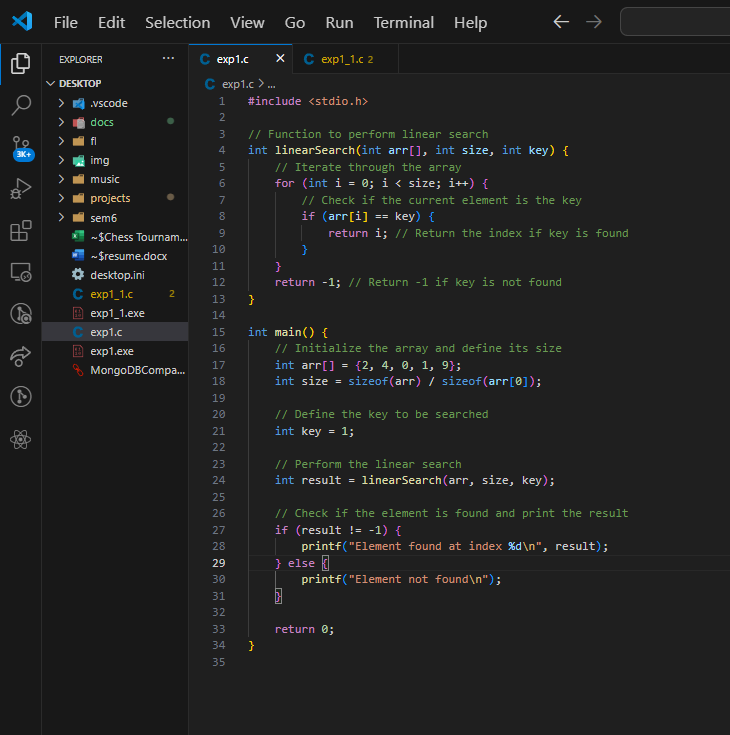 File Edit Selection View Go Run Terminal Help
EXPLORER ...
exp1.c
exp1_1.c 2
DESKTOP
exp1.c > ...
.vscode
docs
fl
img
music
projects
sem6
~$Chess Tournam...
~$resume.docx
desktop.ini
exp1_1.c 2
exp1_1.exe
exp1.c
exp1.exe
MongoDBCompa...
3K+
1 #include <stdio.h>
2
3 // Function to perform linear search
4 int linearSearch(int arr[], int size, int key) {
5     // Iterate through the array
6     for (int i = 0; i < size; i++) {
7         // Check if the current element is the key
8         if (arr[i] == key) {
9             return i; // Return the index if key is found
10         }
11     }
12     return -1; // Return -1 if key is not found
13 }
14
15 int main() {
16     // Initialize the array and define its size
17     int arr[] = {2, 4, 0, 1, 9};
18     int size = sizeof(arr) / sizeof(arr[0]);
19
20     // Define the key to be searched
21     int key = 1;
22
23     // Perform the linear search
24     int result = linearSearch(arr, size, key);
25
26     // Check if the element is found and print the result
27     if (result != -1) {
28         printf("Element found at index %d\n", result);
29     } else {
30         printf("Element not found\n");
31     }
32
33     return 0;
34 }
35